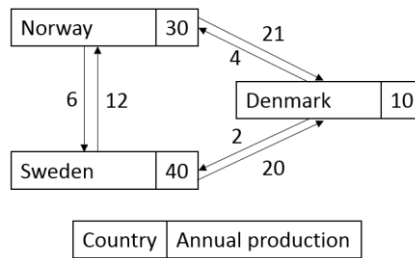 Norway 30
21
4
6 12
Denmark 10
2
20
Sweden 40
Country Annual production